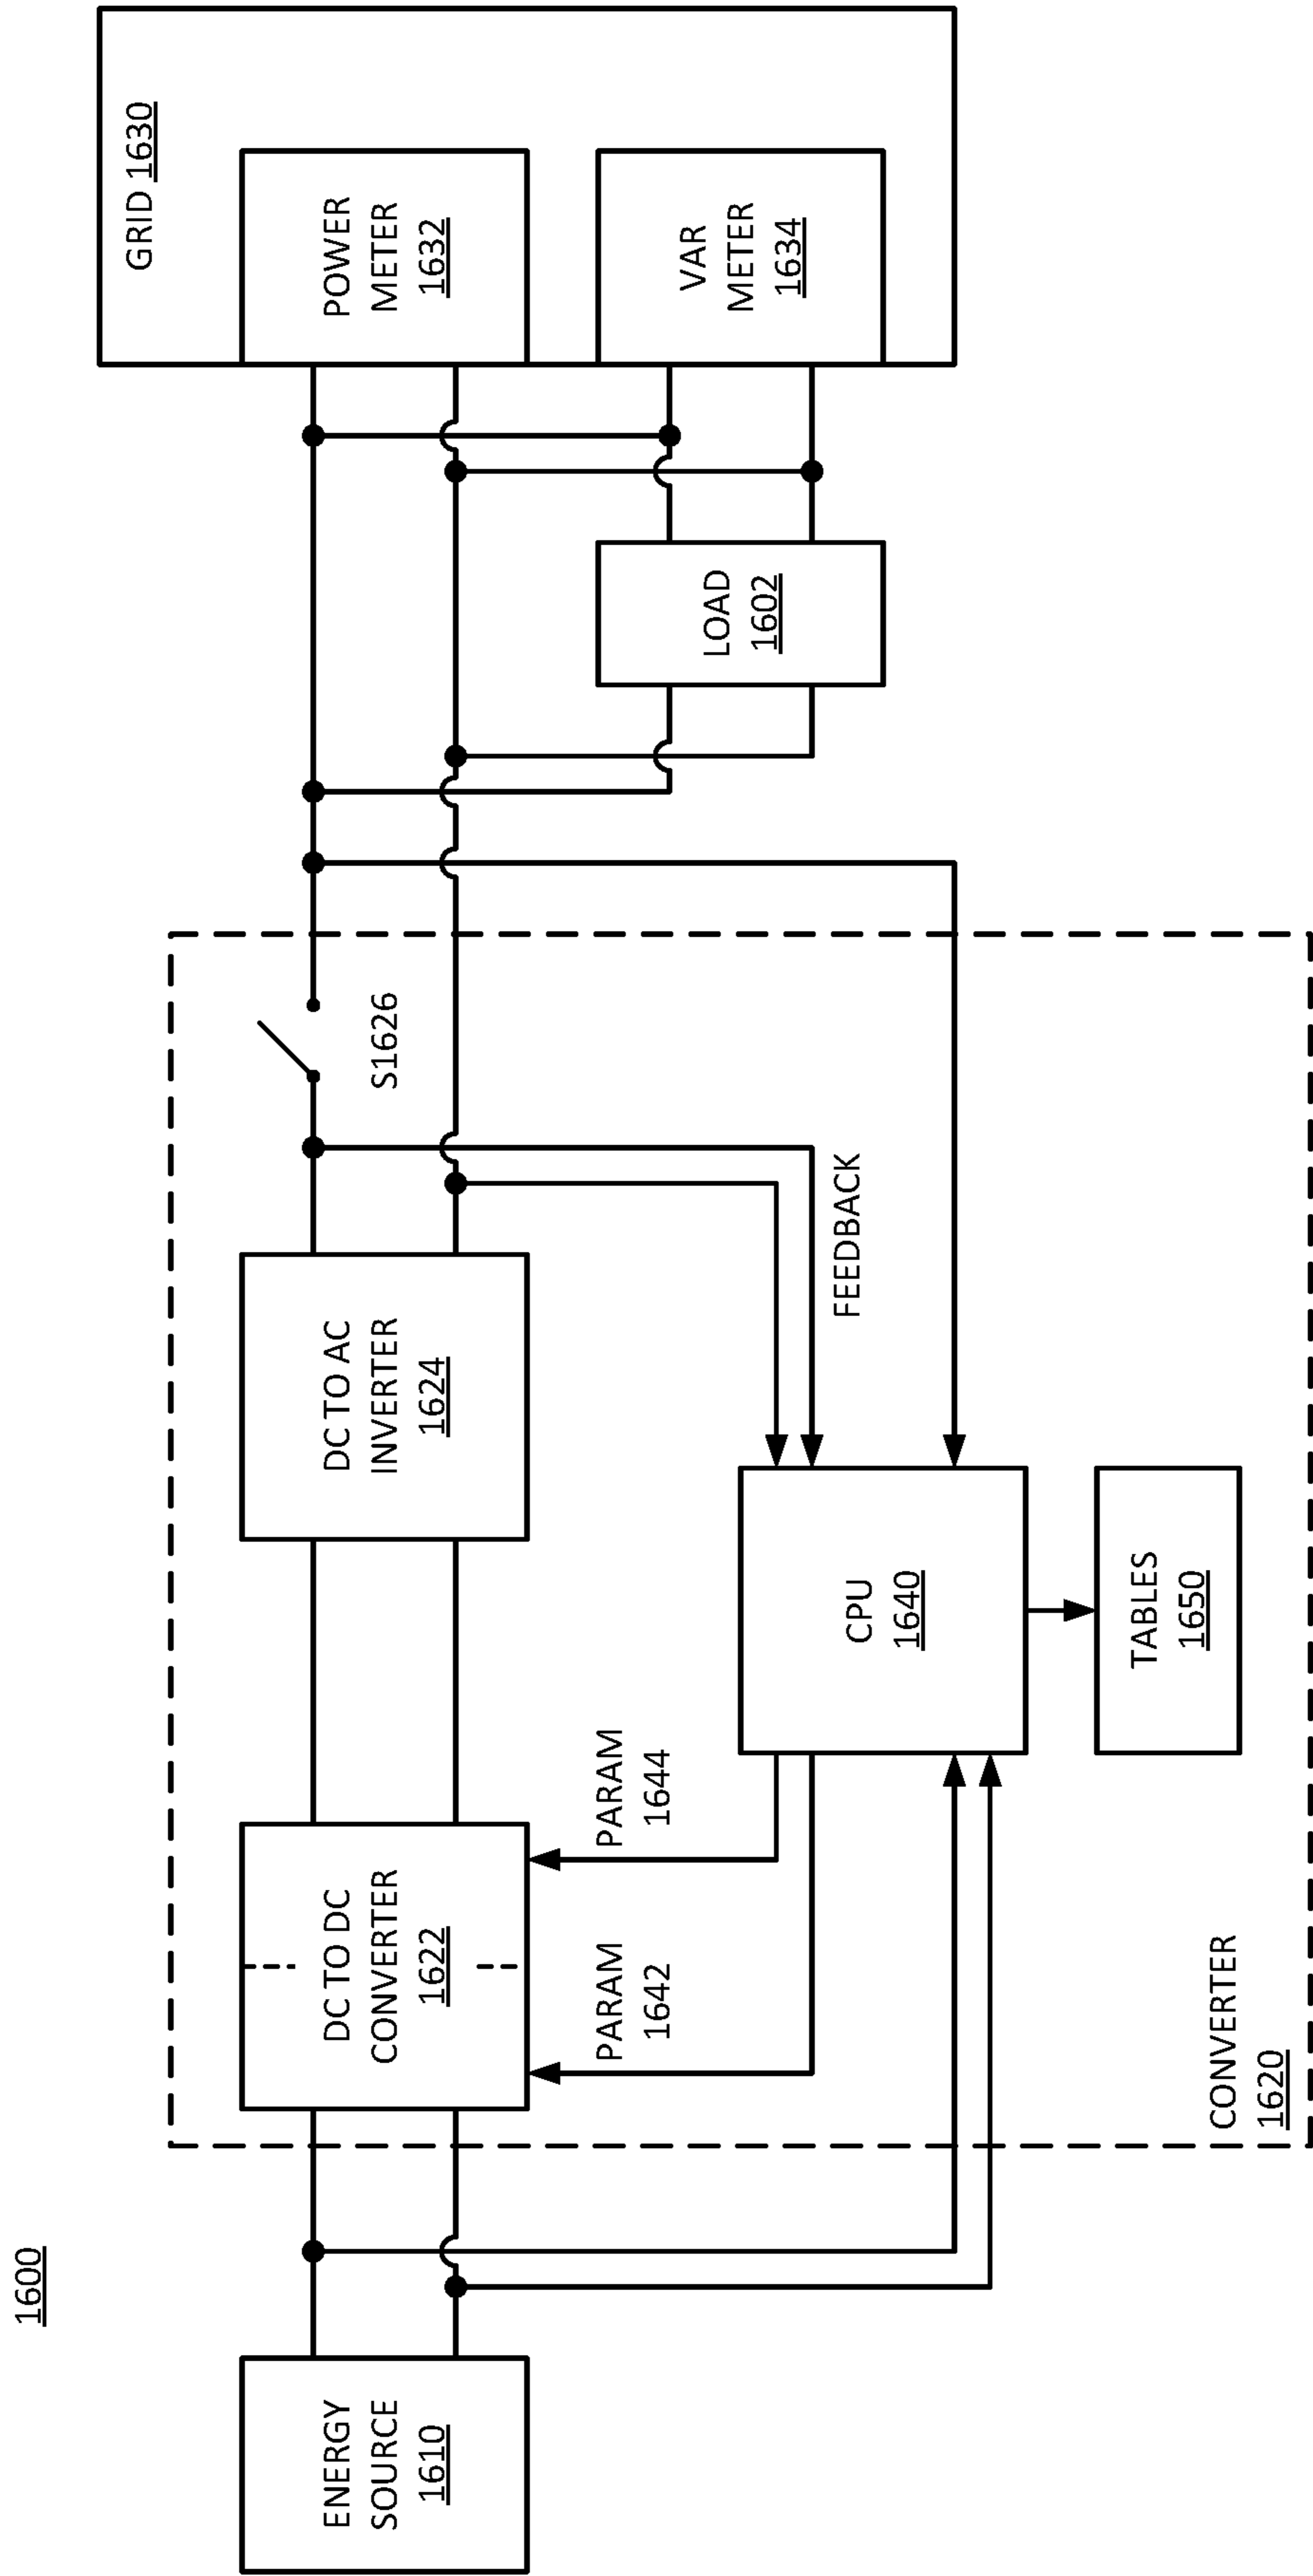 1600
ENERGY
SOURCE
1610
DC TO DC
CONVERTER
1622
DC TO AC
INVERTER
1624
S1626
GRID 1630
POWER
METER
1632
VAR
METER
1634
LOAD
1602
PARAM
1642
PARAM
1644
FEEDBACK
CPU
1640
TABLES
1650
CONVERTER
1620